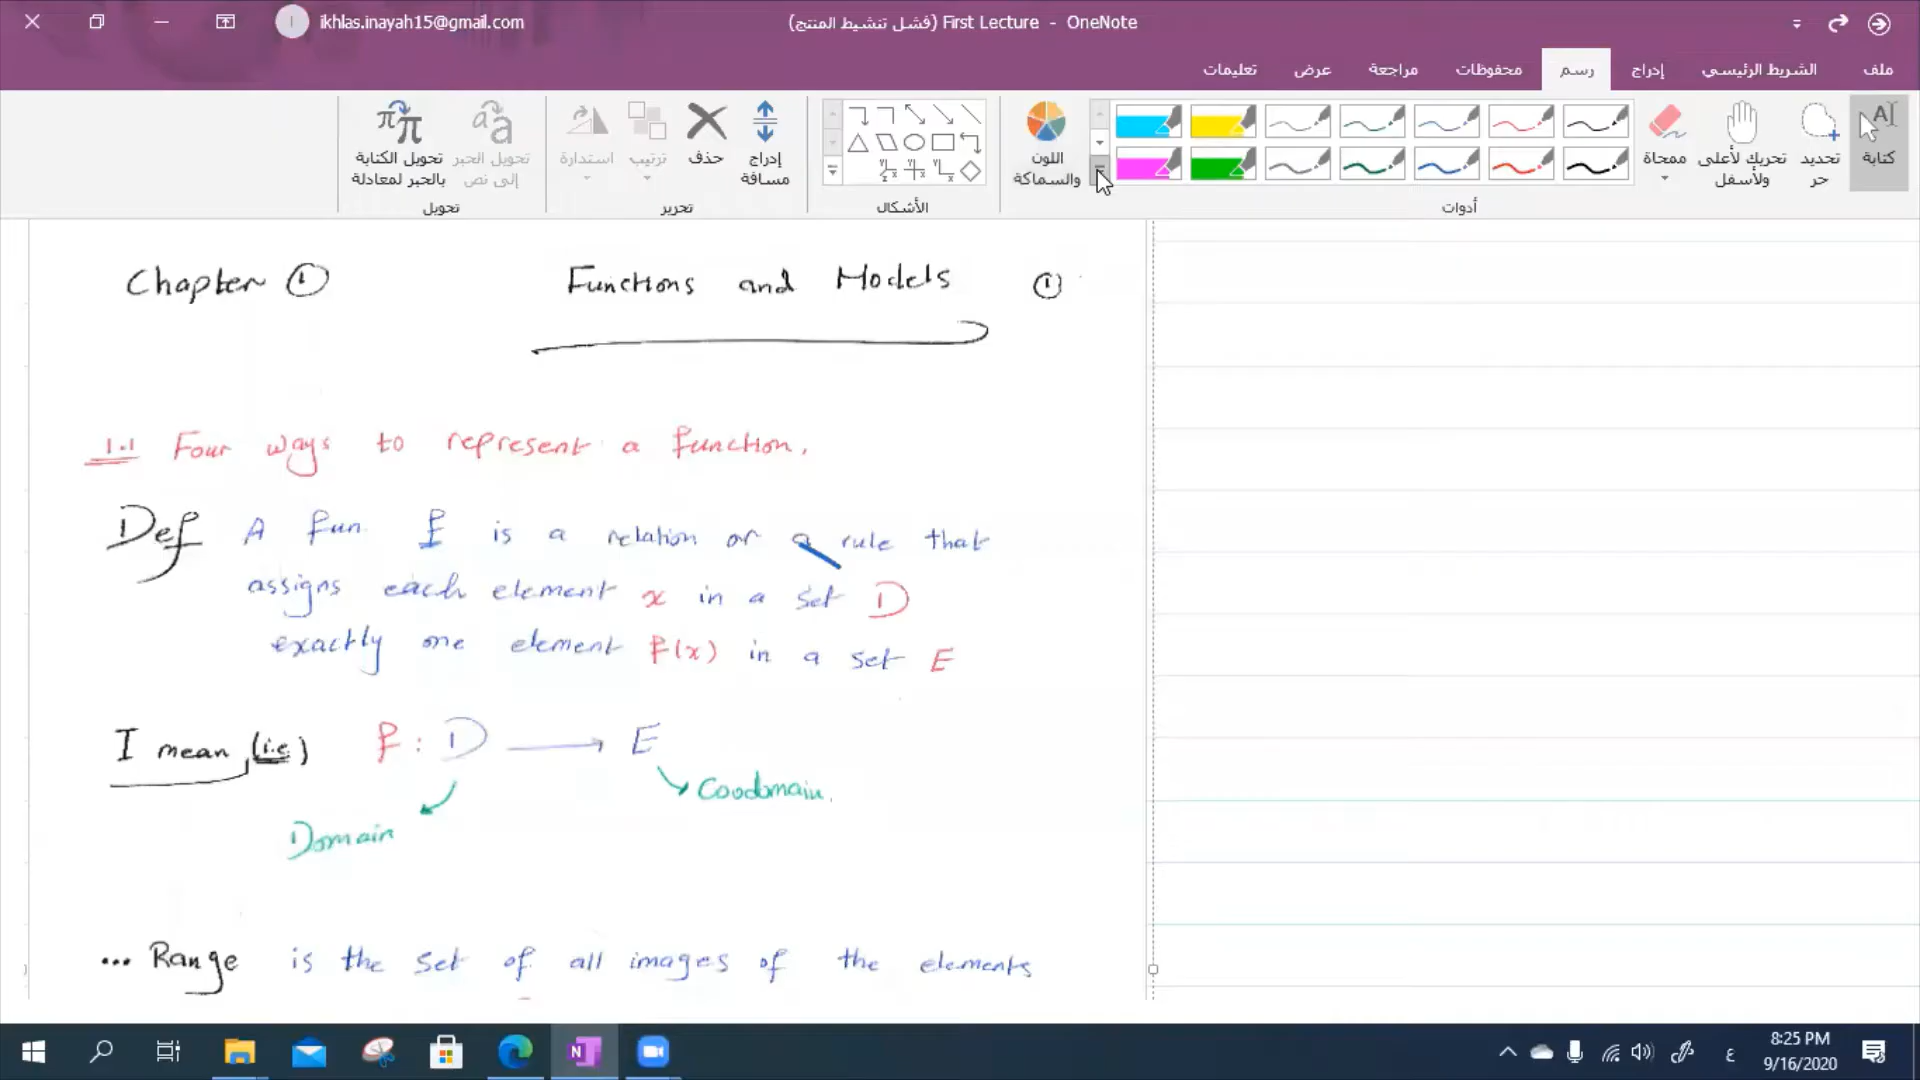 ikhlas.inayah15@gmail.com
First Lecture (فشل تنشيط المنتج) - OneNote
ملف
الشريط الرئيسي
إدراج
رسم
محفوظات
مراجعة
عرض
تعليمات
كتابة
تحديد حر
تحريك لأعلى ولأسفل
ممحاة
أدوات
اللون والسماكة
الأشكال
إدراج مسافة
حذف
ترتيب
استدارة
تحرير
تحويل الحبر إلى نص
تحويل الكتابة بالحبر لمعادلة
تحويل
Chapter ① Functions and Models ①
1.1 Four ways to represent a function.
Def A fun f is a relation or a rule that
assigns each element x in a set D
exactly one element f(x) in a set E
I mean (i.e) f : D → E
Coodomain.
Domain
... Range is the set of all images of the elements
8:25 PM
ع
9/16/2020